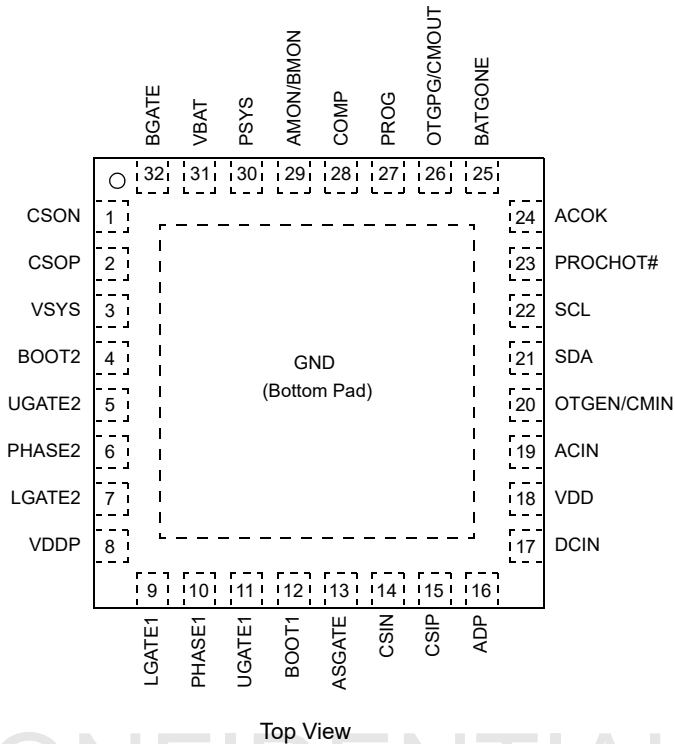 BGATE
VBAT
PSYS
AMON/BMON
COMP
PROG
OTGPG/CMOUT
BATGONE
32 31 30 29 28 27 26 25
CSON 1
CSOP 2
VSYS 3
BOOT2 4
UGATE2 5
PHASE2 6
LGATE2 7
VDDP 8
GND
(Bottom Pad)
24 ACOK
23 PROCHOT#
22 SCL
21 SDA
20 OTGEN/CMIN
19 ACIN
18 VDD
17 DCIN
9 10 11 12 13 14 15 16
LGATE1
PHASE1
UGATE1
BOOT1
ASGATE
CSIN
CSIP
ADP
Top View